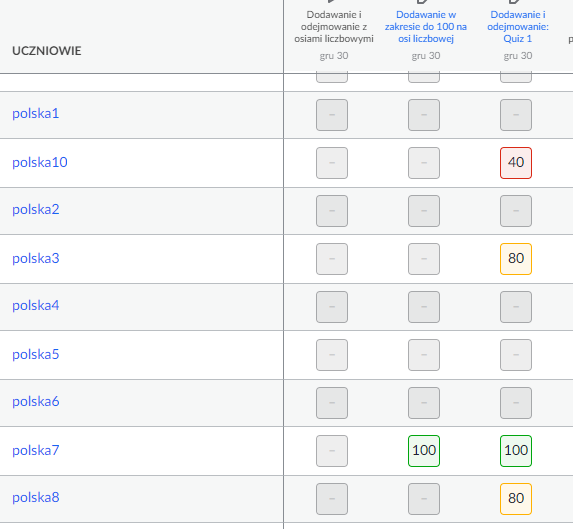 Dodawanie i
odejmowanie z
osiami liczbowymi
gru 30
Dodawanie w
zakresie do 100 na
osi liczbowej
gru 30
Dodawanie i
odejmowanie:
Quiz 1
gru 30
UCZNIOWIE
polska1 – – –
polska10 – – 40
polska2 – – –
polska3 – – 80
polska4 – – –
polska5 – – –
polska6 – – –
polska7 – 100 100
polska8 – – 80